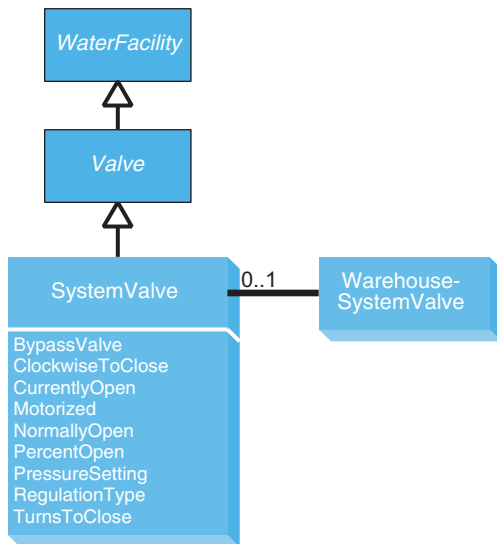 WaterFacility
Valve
SystemValve
0..1
Warehouse-
SystemValve
BypassValve
ClockwiseToClose
CurrentlyOpen
Motorized
NormallyOpen
PercentOpen
PressureSetting
RegulationType
TurnsToClose